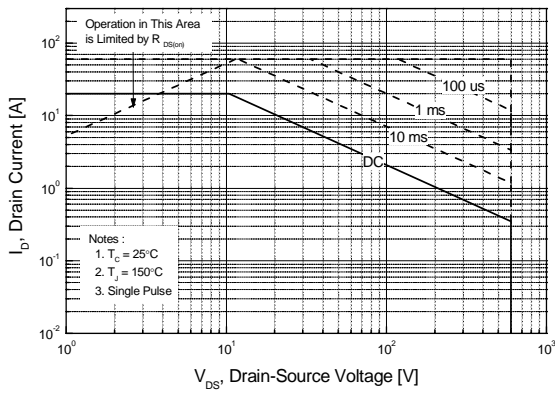 Operation in This Area
is Limited by R DS(on)
100 us
1 ms
10 ms
DC
Notes :
1. T_C = 25°C
2. T_J = 150°C
3. Single Pulse
10^2
10^1
10^0
10^-1
10^-2
10^0 10^1 10^2 10^3
I_D, Drain Current [A]
V_DS, Drain-Source Voltage [V]